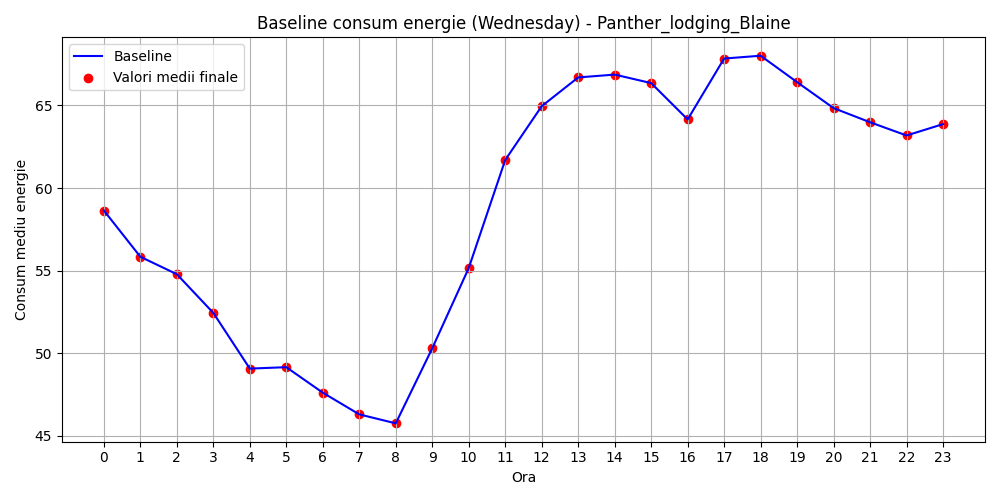 Baseline consum energie (Wednesday) - Panther_lodging_Blaine
Baseline
Valori medii finale
65
60
55
50
45
Consum mediu energie
0 1 2 3 4 5 6 7 8 9 10 11 12 13 14 15 16 17 18 19 20 21 22 23
Ora